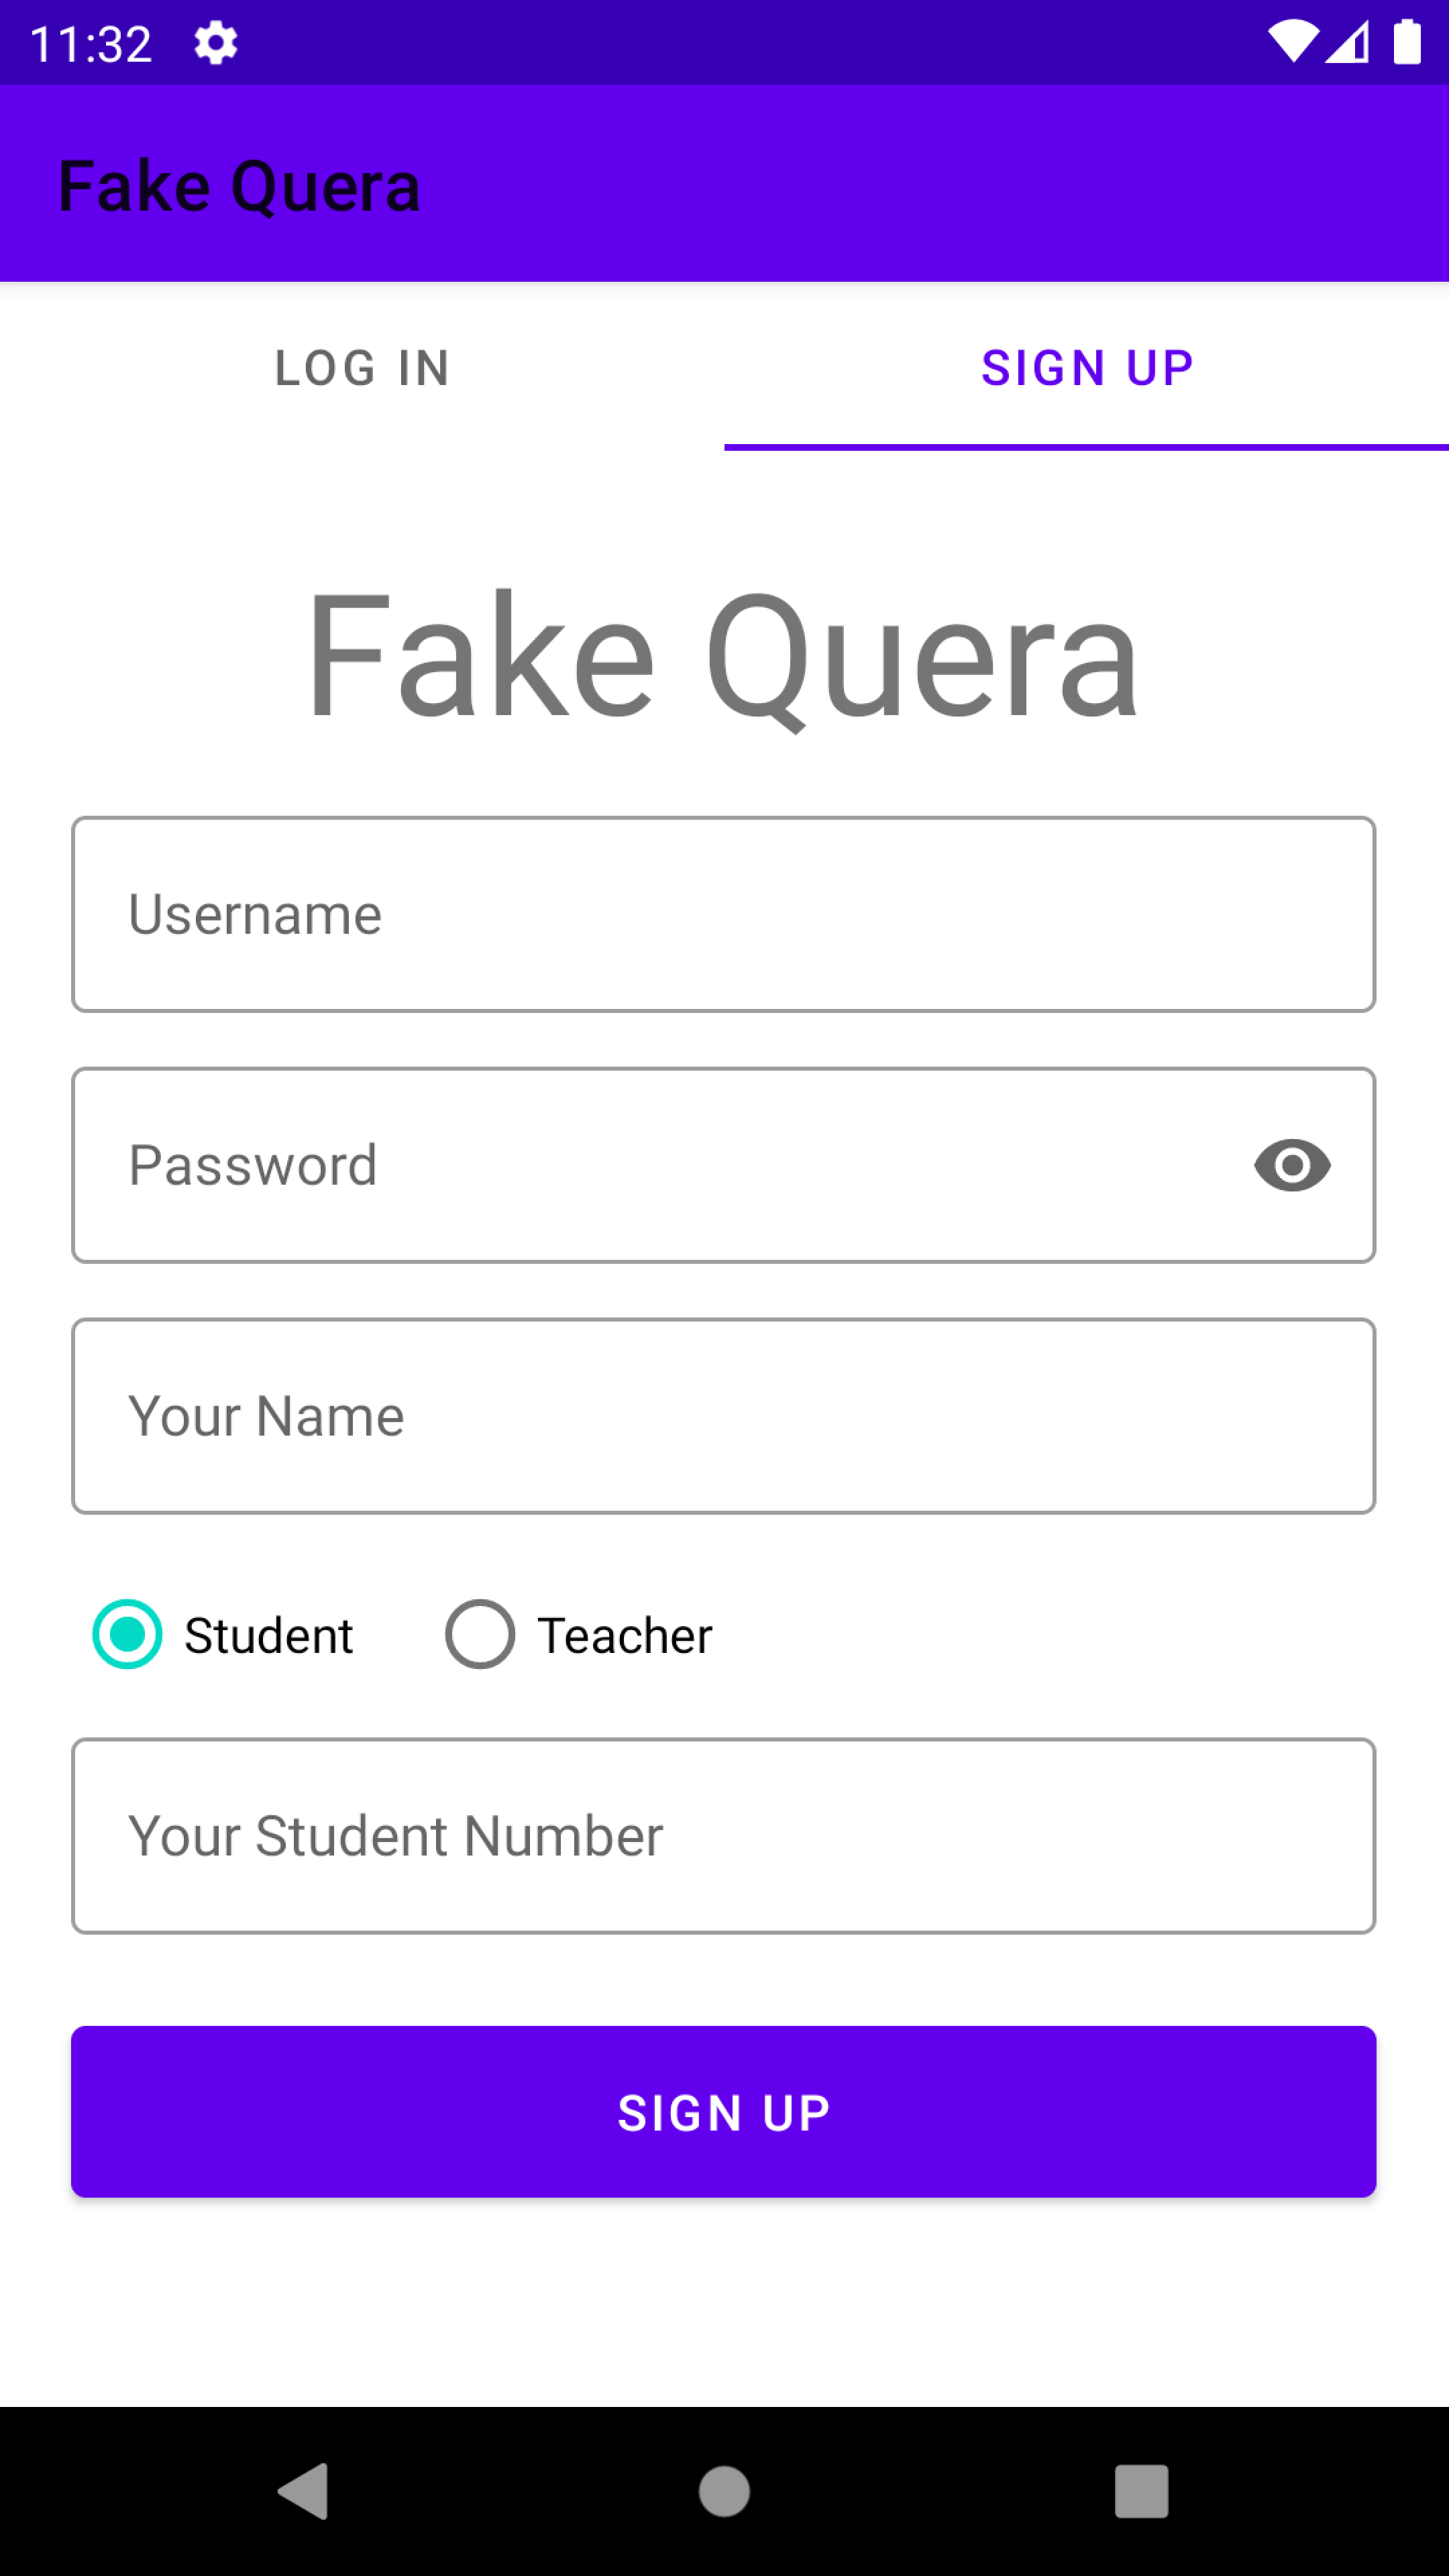 11:32
Fake Quera
LOG IN
SIGN UP
Fake Quera
Username
Password
Your Name
Student
Teacher
Your Student Number
SIGN UP